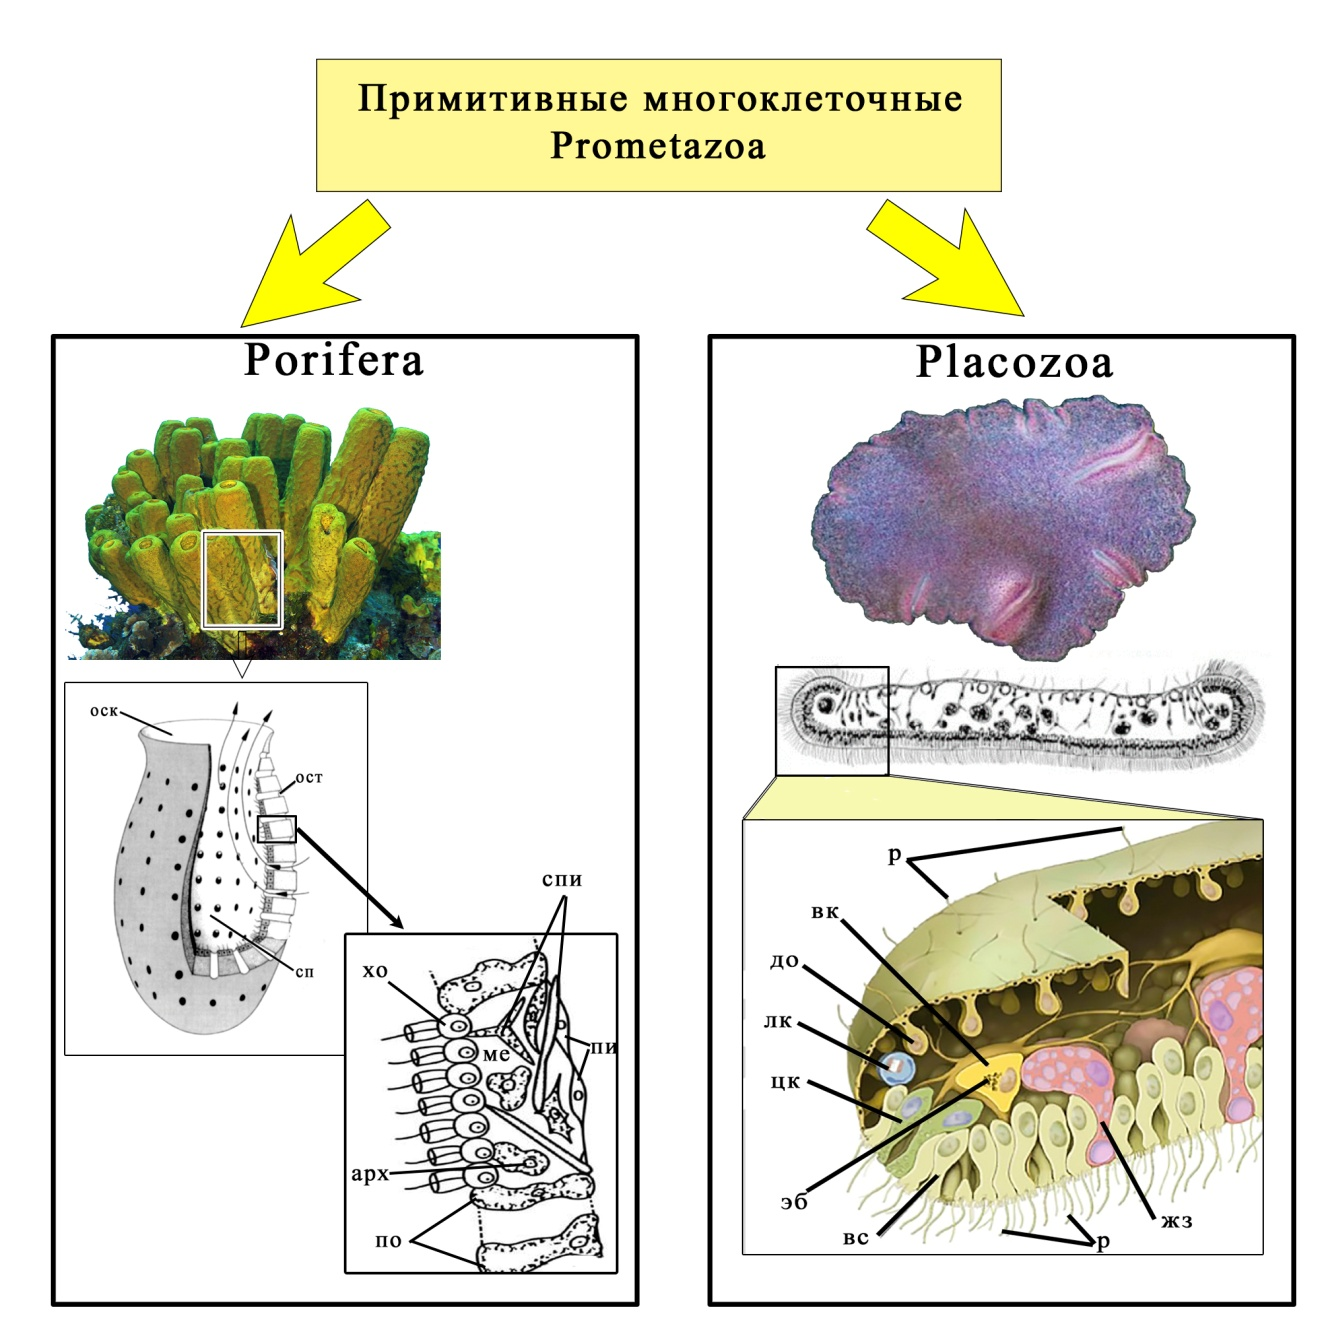 Примитивные многоклеточные
Prometazoa
Porifera
оск
ост
сп
спи
хо
ме
пи
арх
по
Placozoa
р
вк
до
лк
цк
эб
вс
жз
р